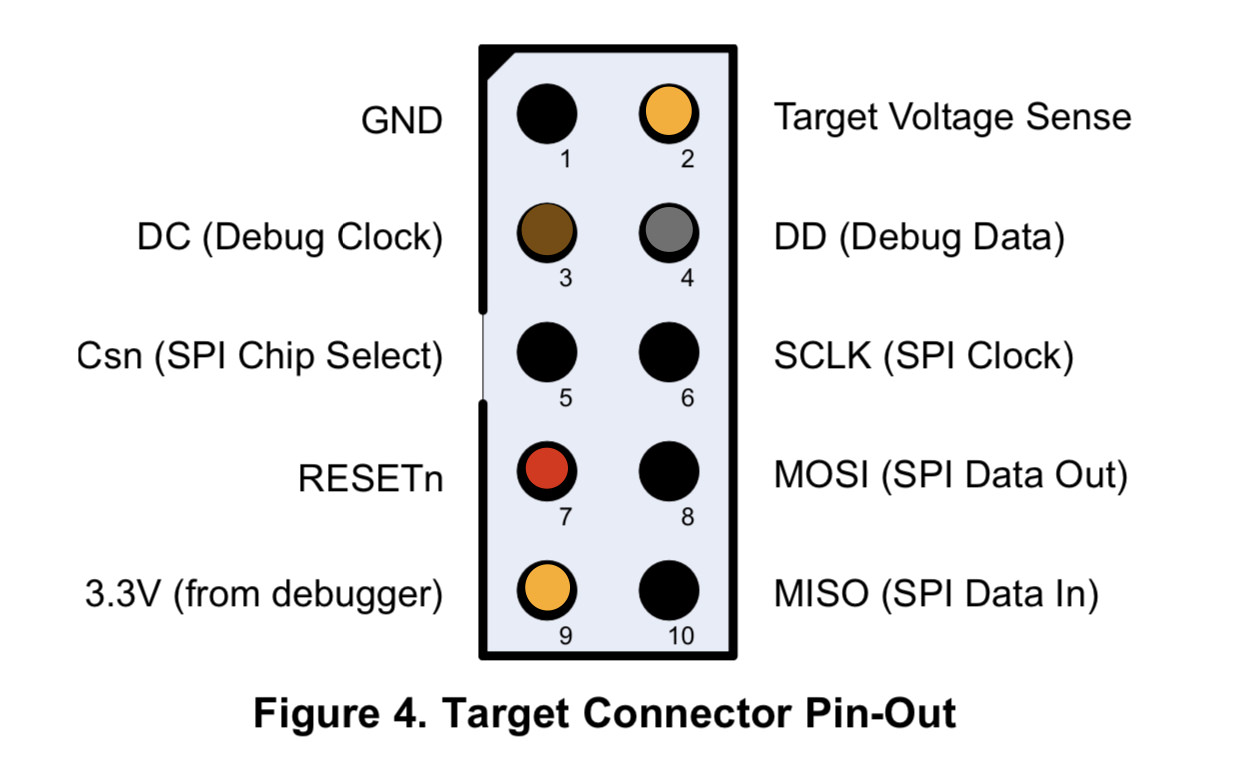 GND
Target Voltage Sense
1
2
DC (Debug Clock)
DD (Debug Data)
3
4
Csn (SPI Chip Select)
SCLK (SPI Clock)
5
6
RESETn
MOSI (SPI Data Out)
7
8
3.3V (from debugger)
MISO (SPI Data In)
9
10
Figure 4. Target Connector Pin-Out